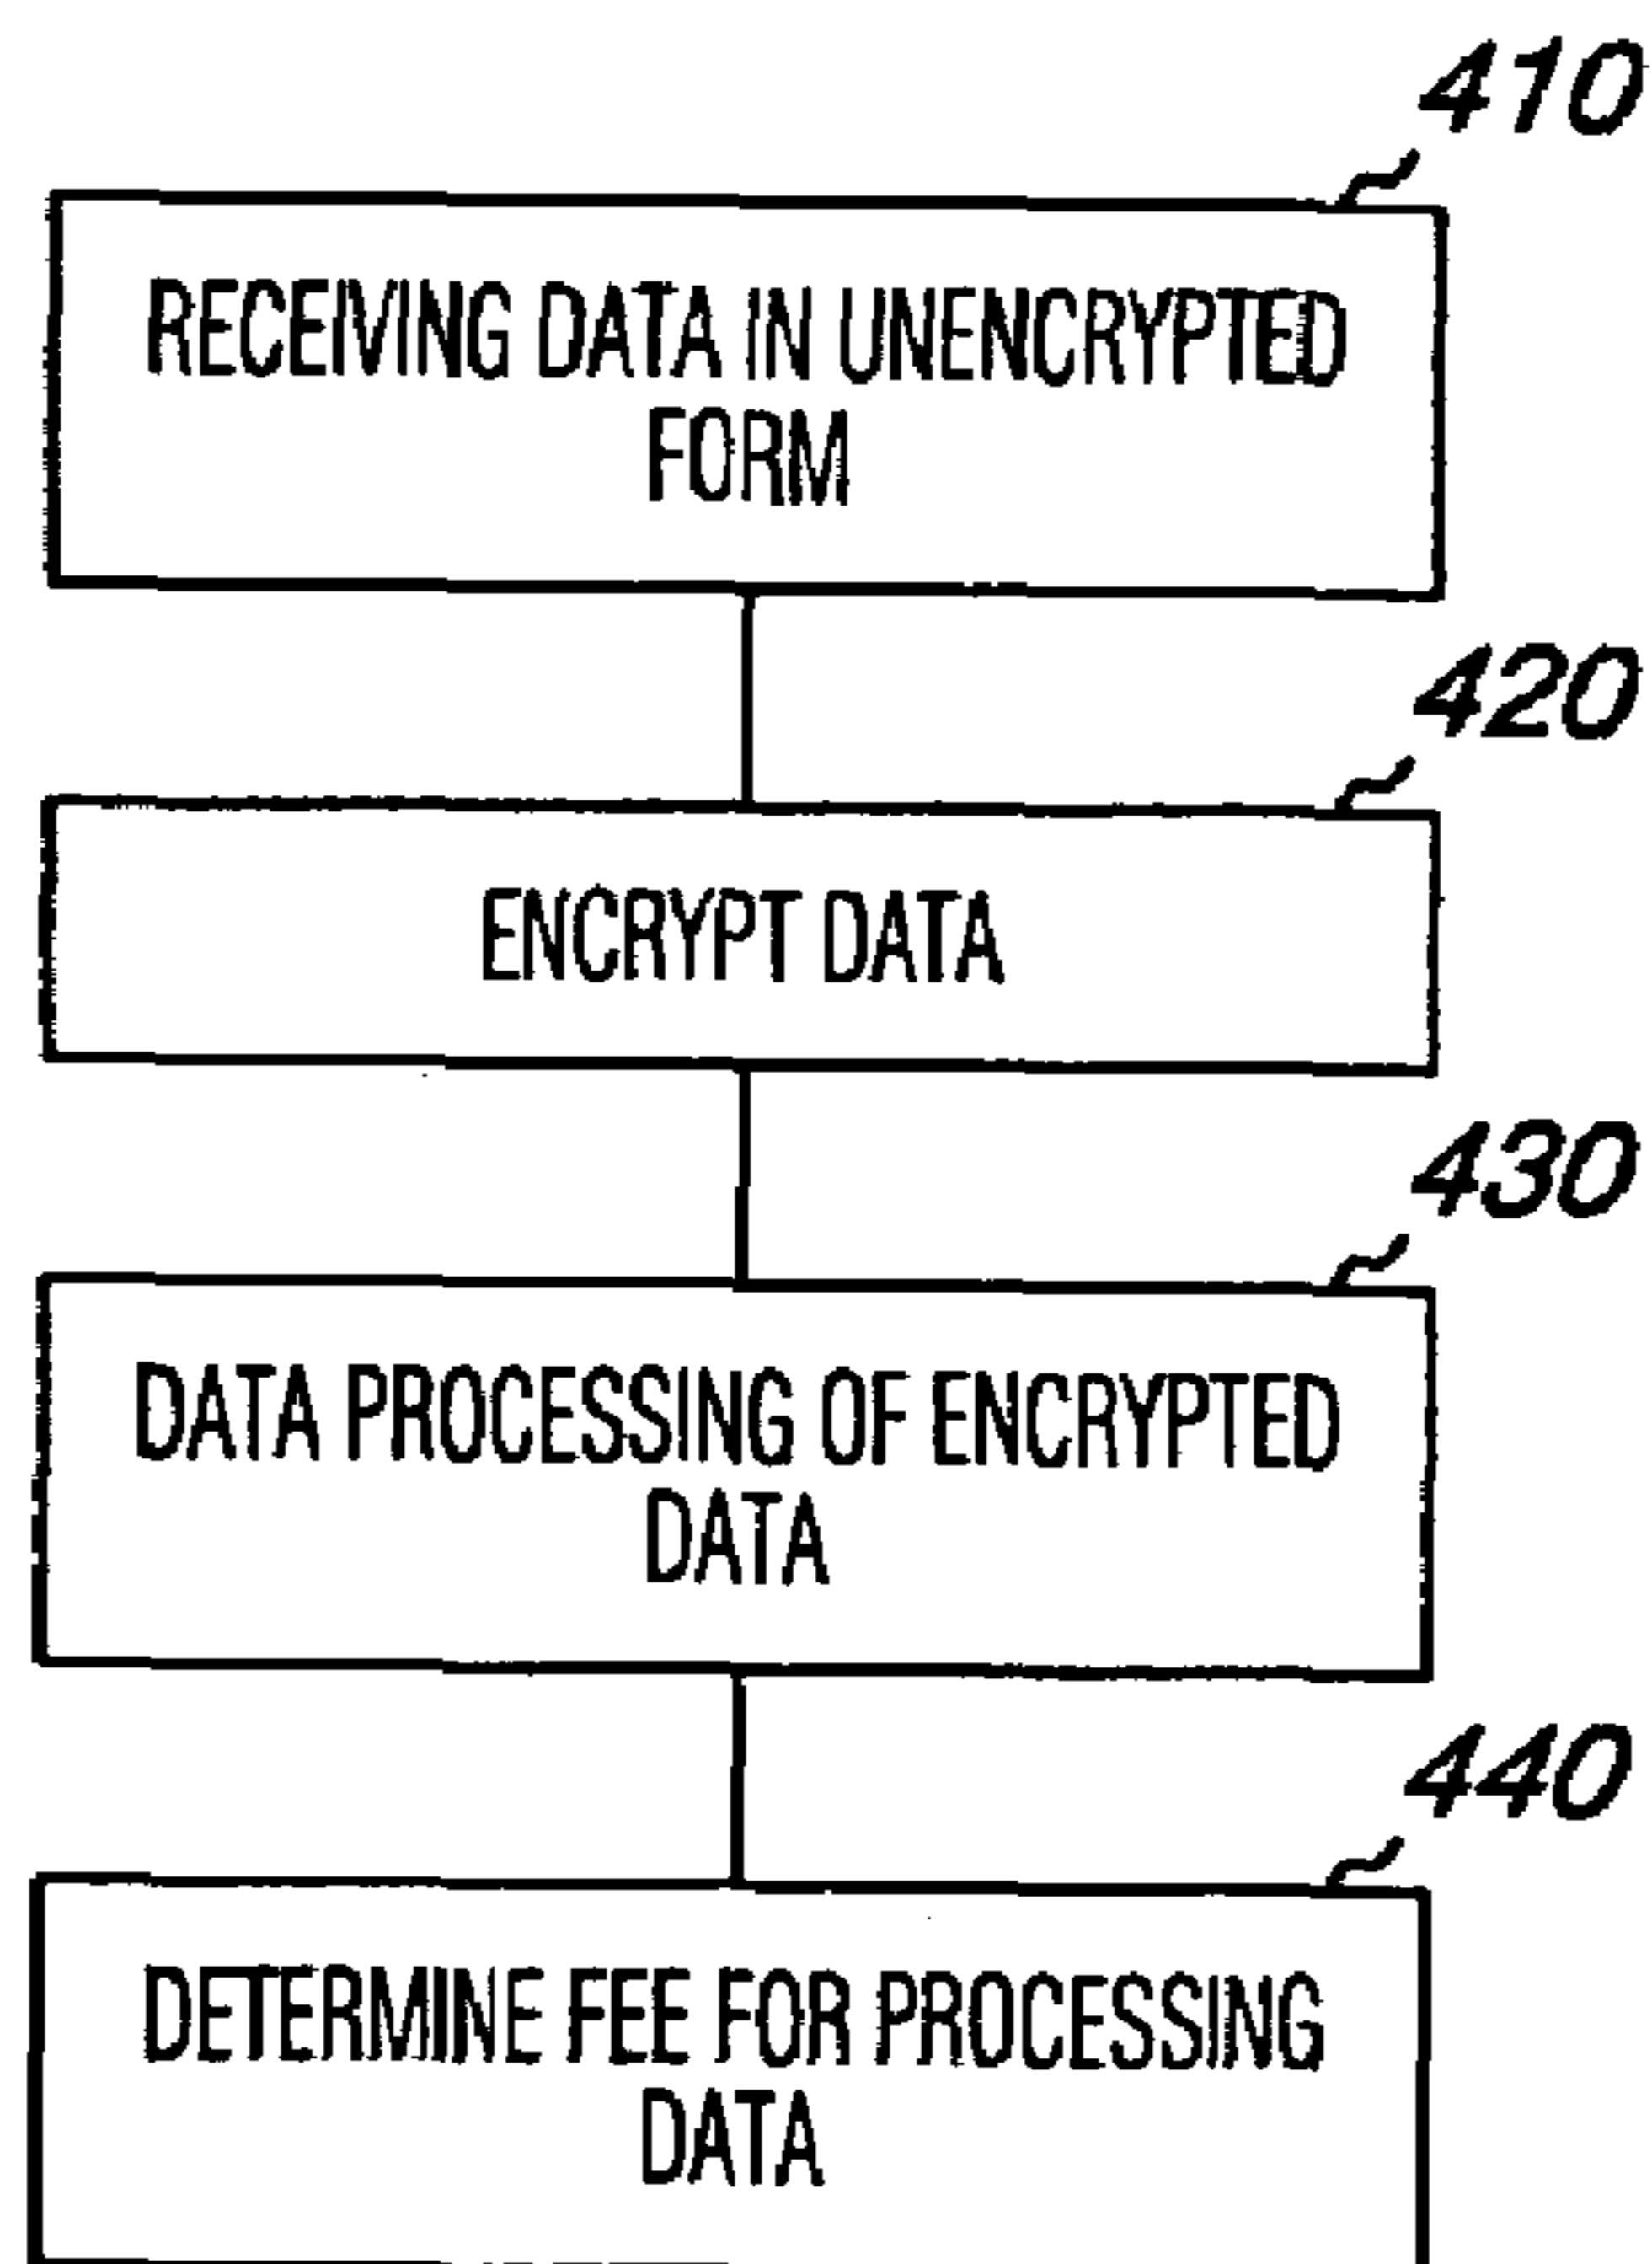 410
RECEIVING DATA IN UNENCRYPTED
FORM
420
ENCRYPT DATA
430
DATA PROCESSING OF ENCRYPTED
DATA
440
DETERMINE FEE FOR PROCESSING
DATA